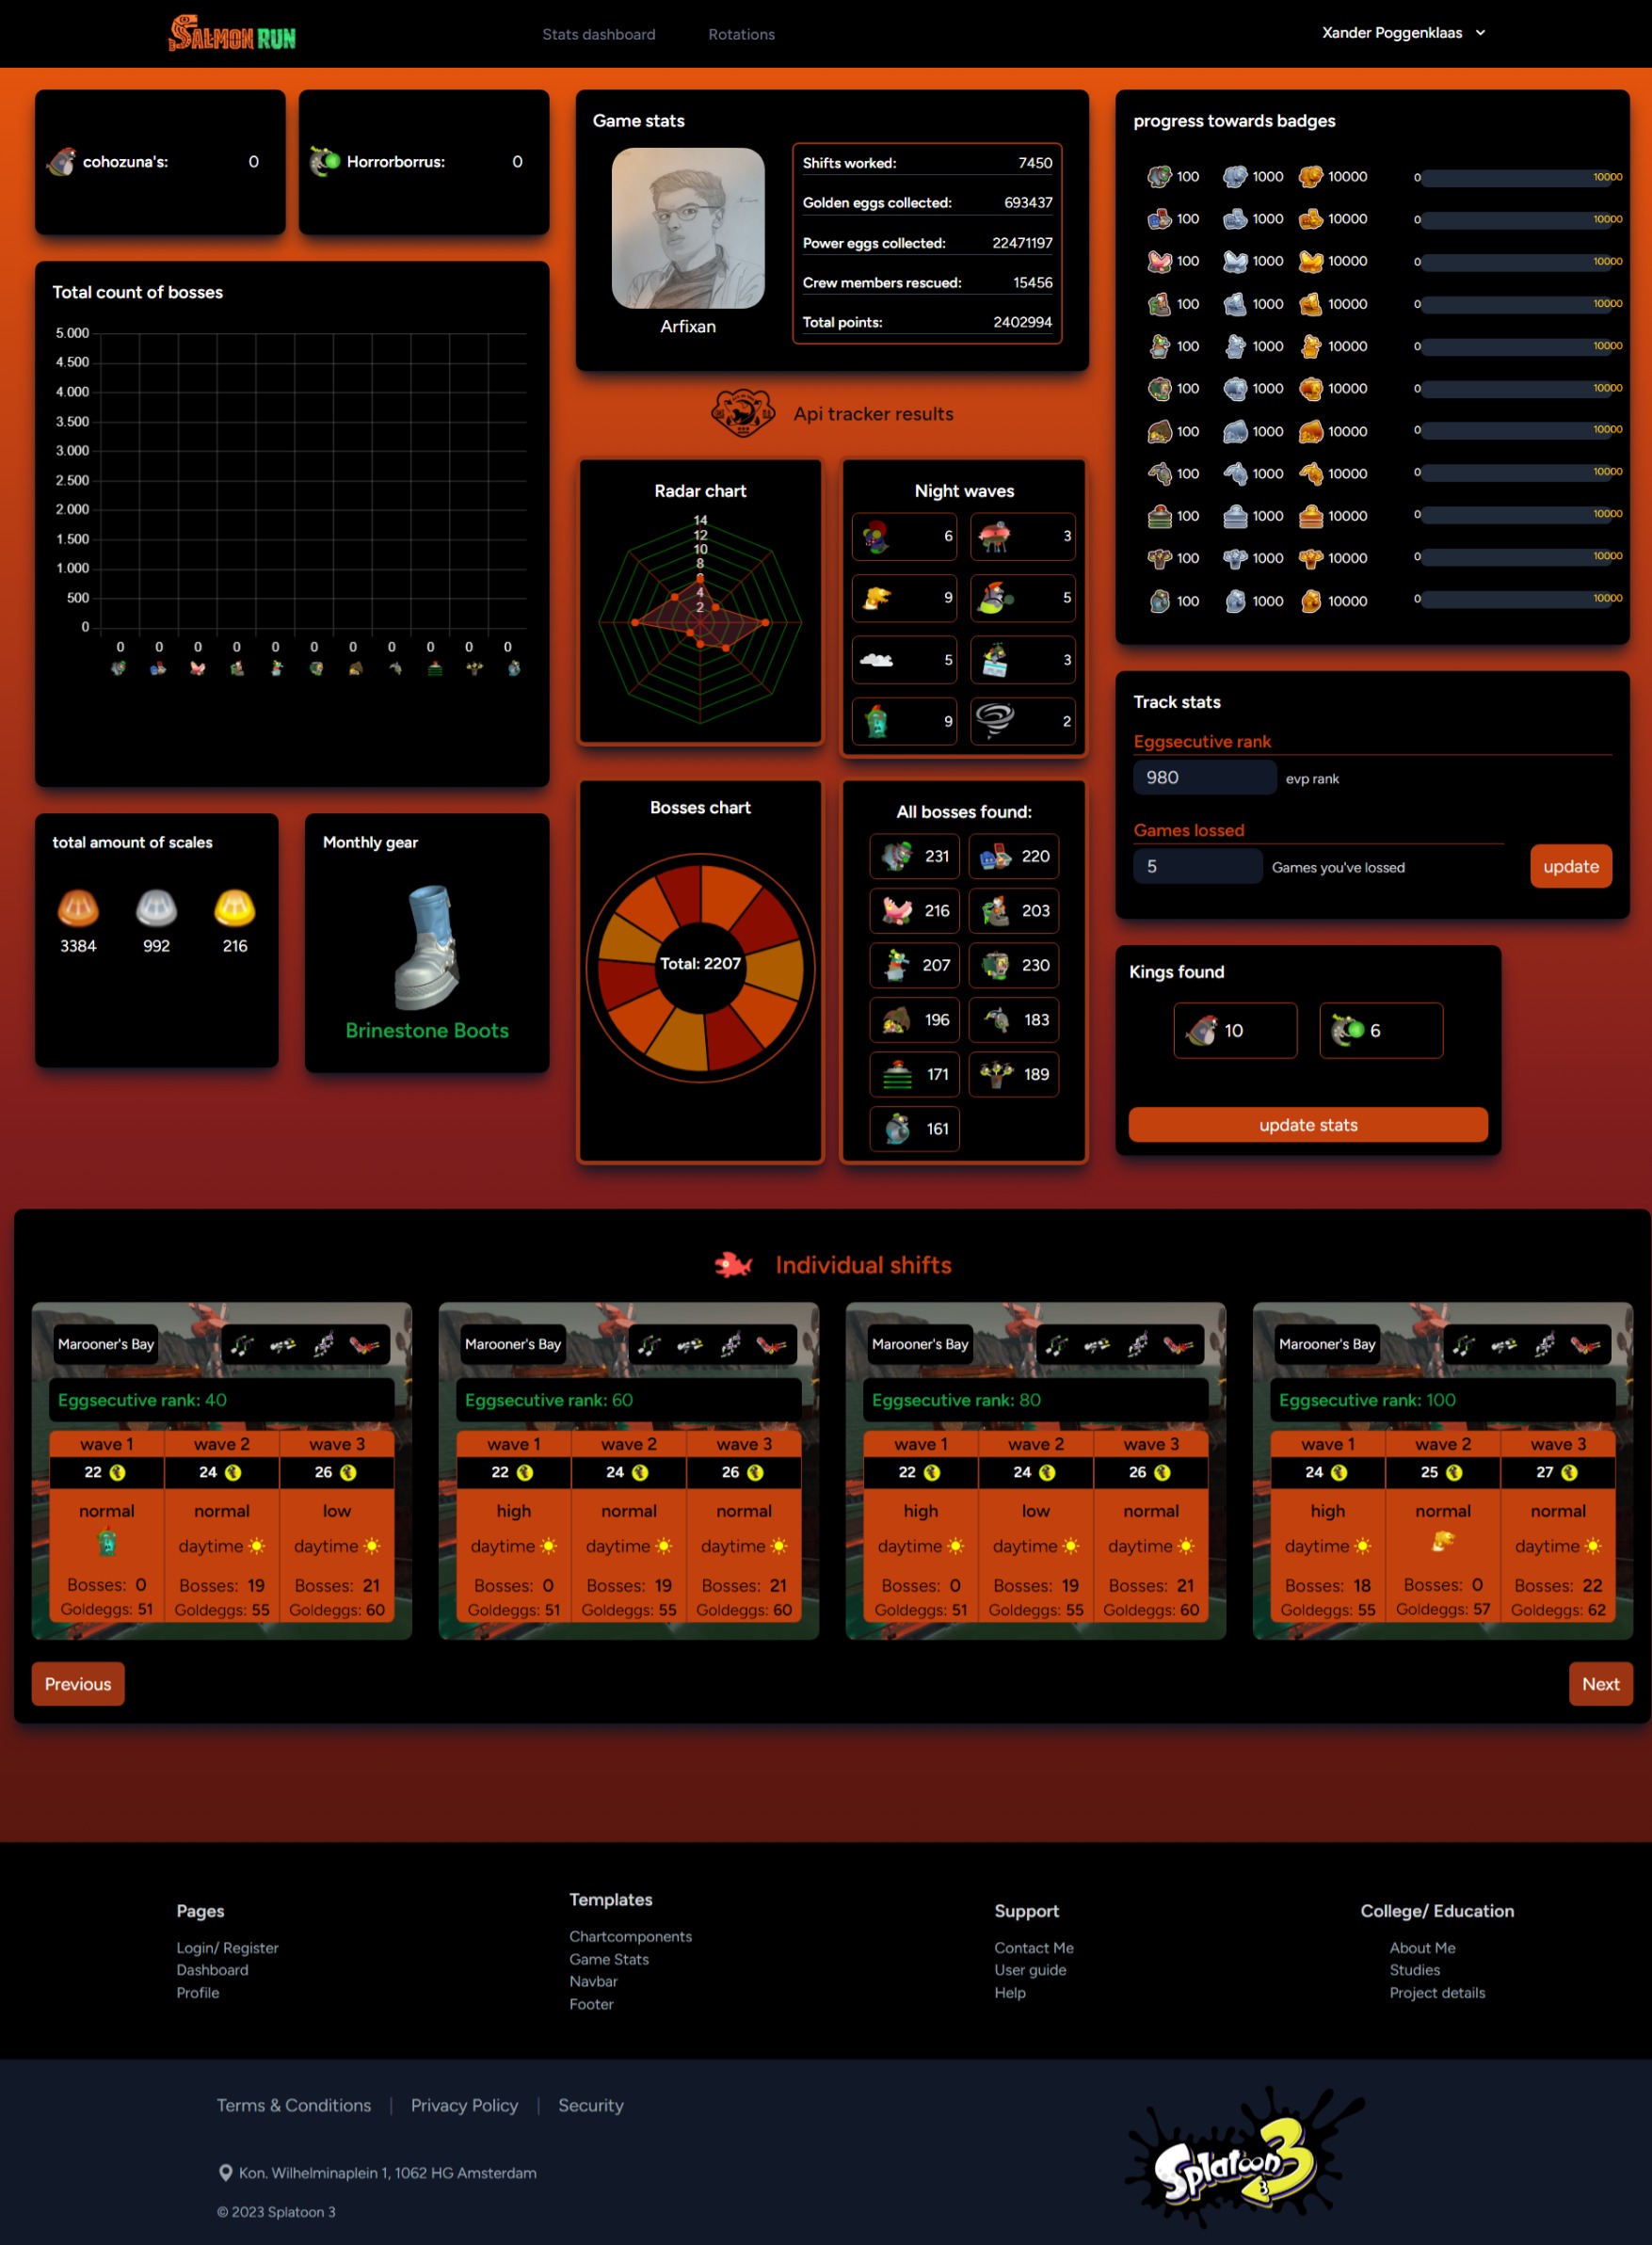 SALMON RUN
Stats dashboard
Rotations
Xander Poggenklaas
cohozuna's: 0
Horrorborrus: 0
Total count of bosses
5.000
4.500
4.000
3.500
3.000
2.500
2.000
1.500
1.000
500
0
0 0 0 0 0 0 0 0 0 0 0
total amount of scales
3384 992 216
Monthly gear
Brinestone Boots
Game stats
Arfixan
Shifts worked: 7450
Golden eggs collected: 693437
Power eggs collected: 22471197
Crew members rescued: 15456
Total points: 2402994
Api tracker results
Radar chart
14
12
10
8
4
2
Night waves
6 3
9 5
5 3
9 2
Bosses chart
Total: 2207
All bosses found:
231 220
216 203
207 230
196 183
171 189
161
progress towards badges
100 1000 10000 0 10000
100 1000 10000 0 10000
100 1000 10000 0 10000
100 1000 10000 0 10000
100 1000 10000 0 10000
100 1000 10000 0 10000
100 1000 10000 0 10000
100 1000 10000 0 10000
100 1000 10000 0 10000
100 1000 10000 0 10000
100 1000 10000 0 10000
Track stats
Eggsecutive rank
980 evp rank
Games lossed
5 Games you've lossed
update
Kings found
10 6
update stats
Individual shifts
Marooner's Bay
Eggsecutive rank: 40
wave 1 wave 2 wave 3
22 24 26
normal normal low
daytime daytime
Bosses: 0 Bosses: 19 Bosses: 21
Goldeggs: 51 Goldeggs: 55 Goldeggs: 60
Marooner's Bay
Eggsecutive rank: 60
wave 1 wave 2 wave 3
22 24 26
high normal normal
daytime daytime daytime
Bosses: 0 Bosses: 19 Bosses: 21
Goldeggs: 51 Goldeggs: 55 Goldeggs: 60
Marooner's Bay
Eggsecutive rank: 80
wave 1 wave 2 wave 3
22 24 26
high low normal
daytime daytime daytime
Bosses: 0 Bosses: 19 Bosses: 21
Goldeggs: 51 Goldeggs: 55 Goldeggs: 60
Marooner's Bay
Eggsecutive rank: 100
wave 1 wave 2 wave 3
24 25 27
high normal normal
daytime daytime
Bosses: 18 Bosses: 0 Bosses: 22
Goldeggs: 55 Goldeggs: 57 Goldeggs: 62
Previous
Next
Pages
Login/ Register
Dashboard
Profile
Templates
Chartcomponents
Game Stats
Navbar
Footer
Support
Contact Me
User guide
Help
College/ Education
About Me
Studies
Project details
Terms & Conditions | Privacy Policy | Security
Kon. Wilhelminaplein 1, 1062 HG Amsterdam
© 2023 Splatoon 3
Splatoon 3